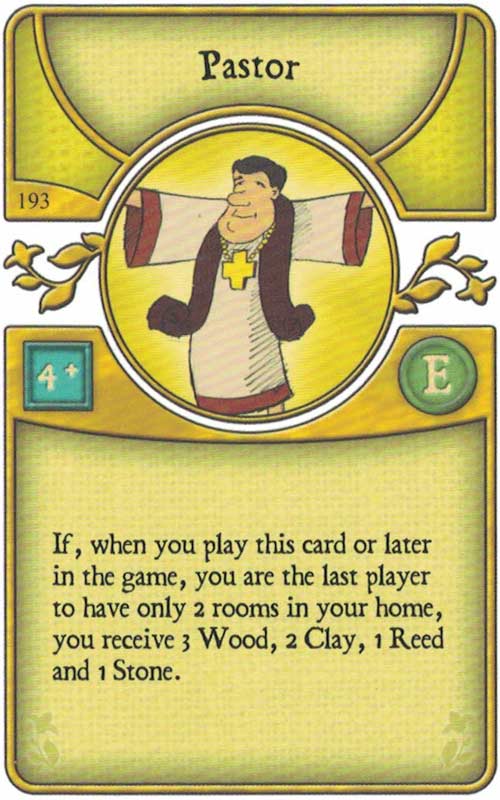 Pastor
193
4+
E
If, when you play this card or later
in the game, you are the last player
to have only 2 rooms in your home,
you receive 3 Wood, 2 Clay, 1 Reed
and 1 Stone.